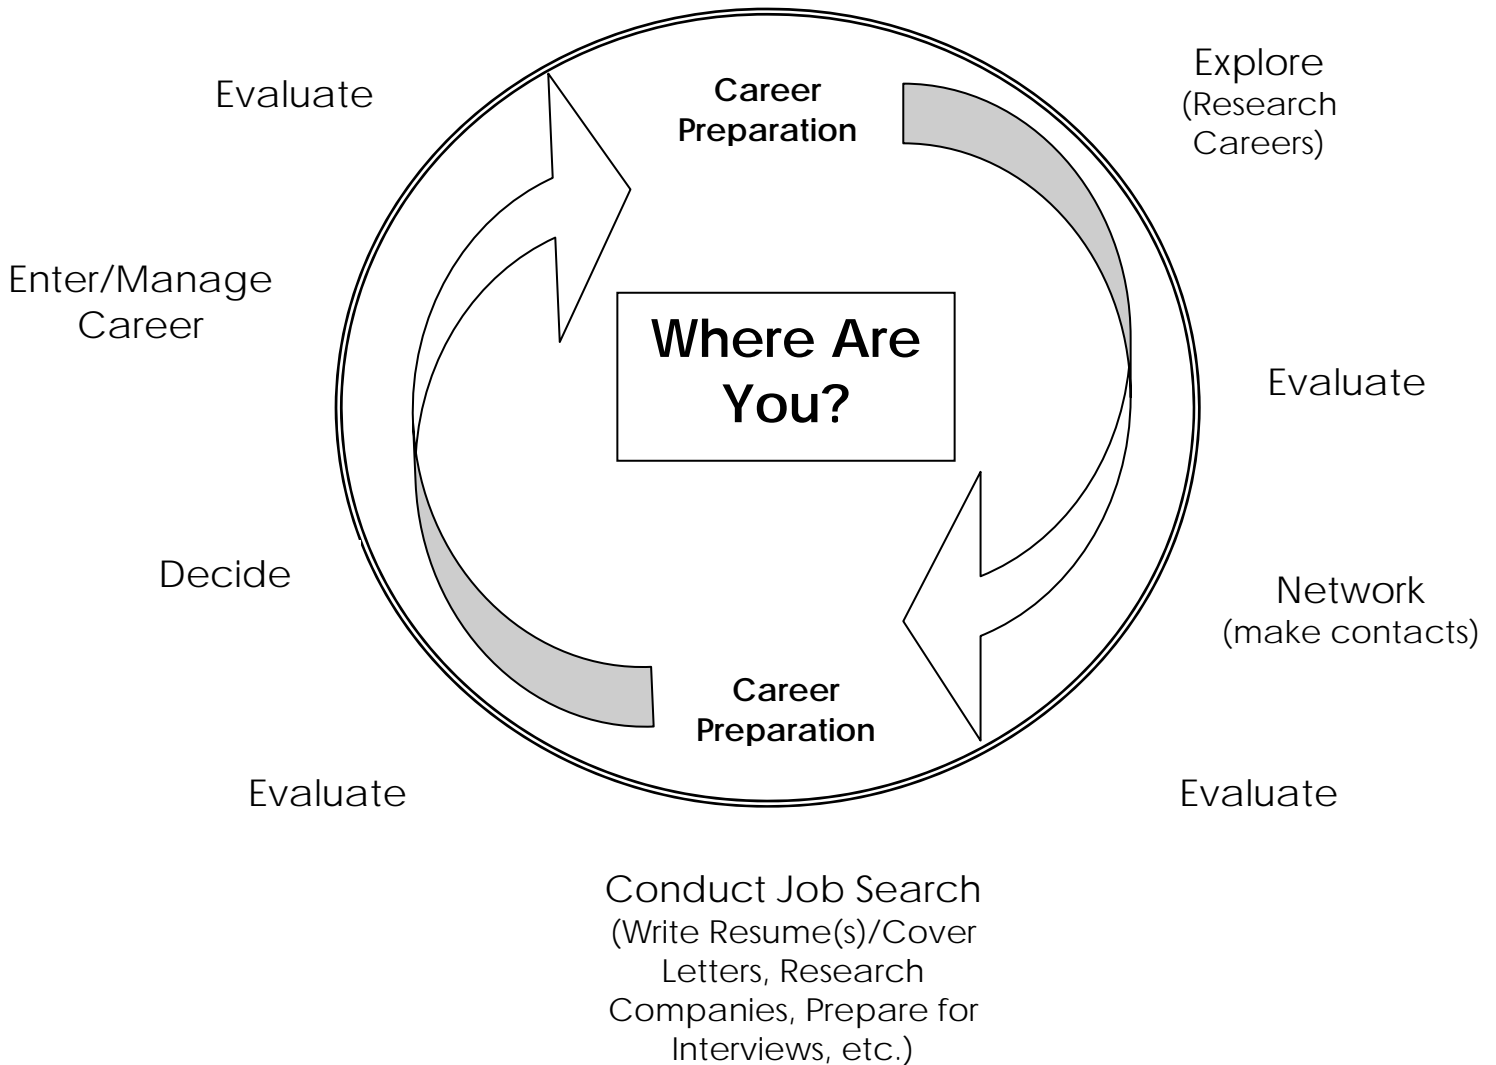 Evaluate
Career
Preparation
Explore
(Research
Careers)
Enter/Manage
Career
Where Are
You?
Evaluate
Decide
Network
(make contacts)
Career
Preparation
Evaluate
Evaluate
Conduct Job Search
(Write Resume(s)/Cover
Letters, Research
Companies, Prepare for
Interviews, etc.)